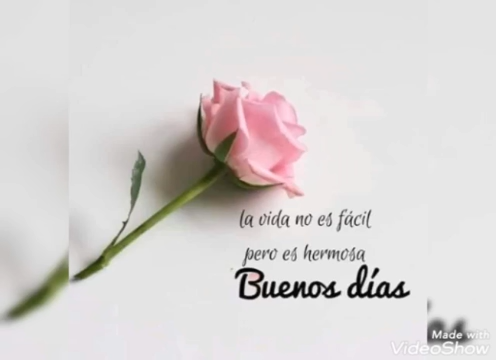 la vida no es fácil
pero es hermosa
Buenos días
Made with
VideoShow